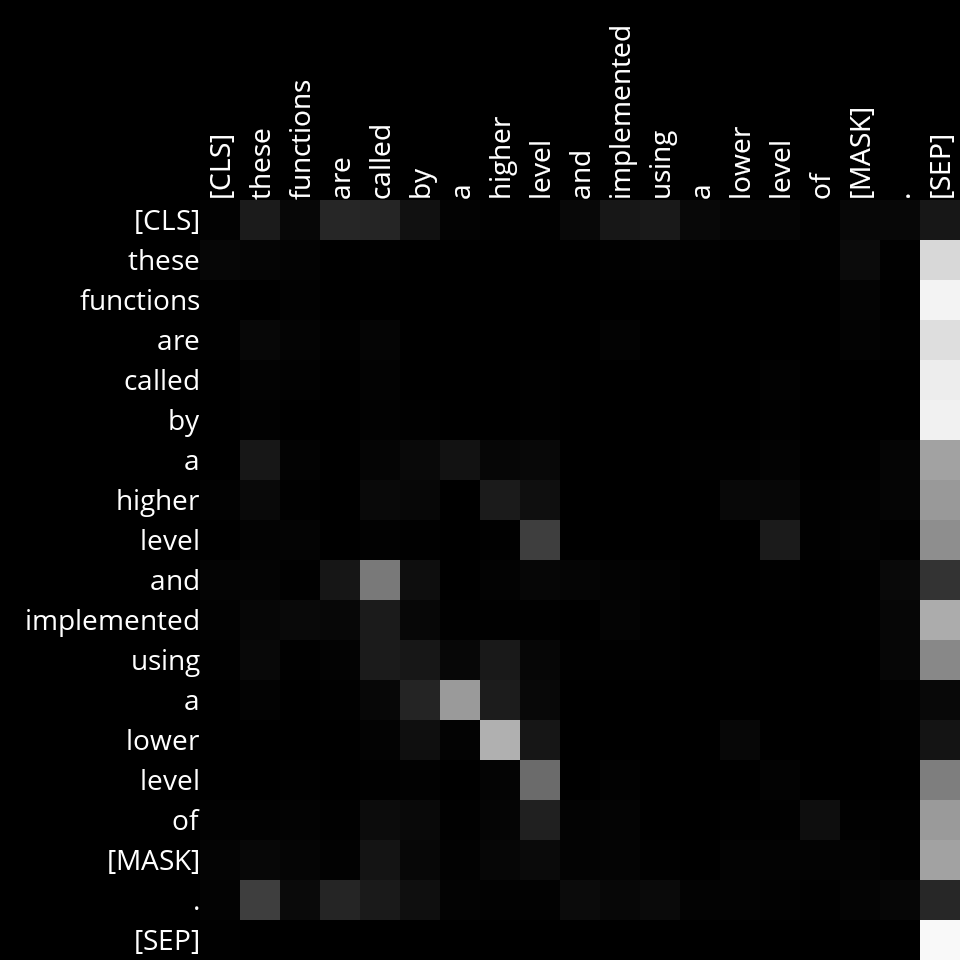 [CLS] these functions are called by a higher level and implemented using a lower level of [MASK] . [SEP]
[CLS]
these
functions
are
called
by
a
higher
level
and
implemented
using
a
lower
level
of
[MASK]
.
[SEP]